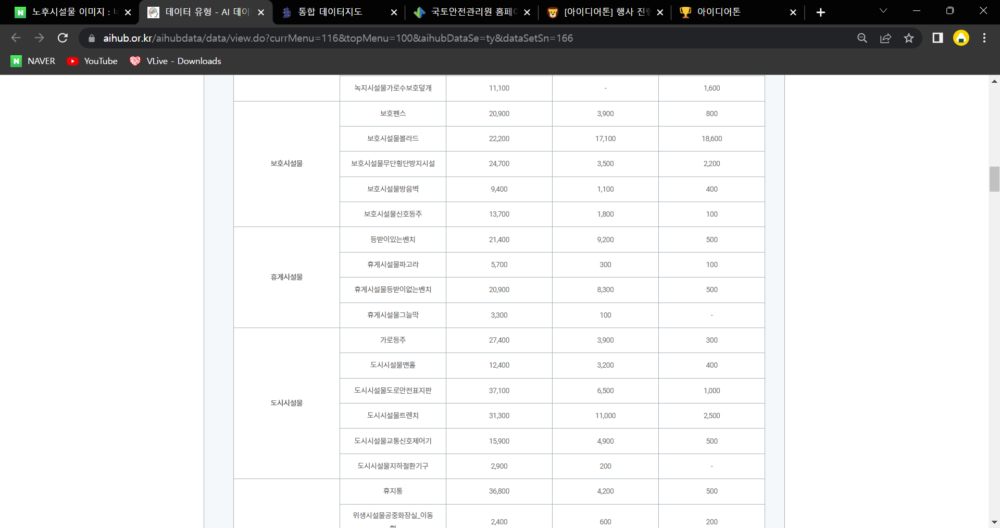 노후시설물 이미지 : 네
데이터 유형 - AI 데이
통합 데이터지도
국토안전관리원 홈페이
[아이디어톤] 행사 진행
아이디어톤
aihub.or.kr/aihubdata/data/view.do?currMenu=116&topMenu=100&aihubDataSe=ty&dataSetSn=166
NAVER
YouTube
VLive - Downloads
녹지시설물가로수보호덮개 11,100 - 1,600
보호시설물
보호펜스 20,900 3,900 800
보호시설물볼라드 22,200 17,100 18,600
보호시설물무단횡단방지시설 24,700 3,500 2,200
보호시설물방음벽 9,400 1,100 400
보호시설물신호등주 13,700 1,800 100
휴게시설물
등받이있는벤치 21,400 9,200 500
휴게시설물파고라 5,700 300 100
휴게시설물등받이없는벤치 20,900 8,300 500
휴게시설물그늘막 3,300 100 -
도시시설물
가로등주 27,400 3,900 300
도시시설물맨홀 12,400 3,200 400
도시시설물도로안전표지판 37,100 6,500 1,000
도시시설물트렌치 31,300 11,000 2,500
도시시설물교통신호제어기 15,900 4,900 500
도시시설물지하철환기구 2,900 200 -
휴지통 36,800 4,200 500
위생시설물공중화장실_이동 2,400 600 200